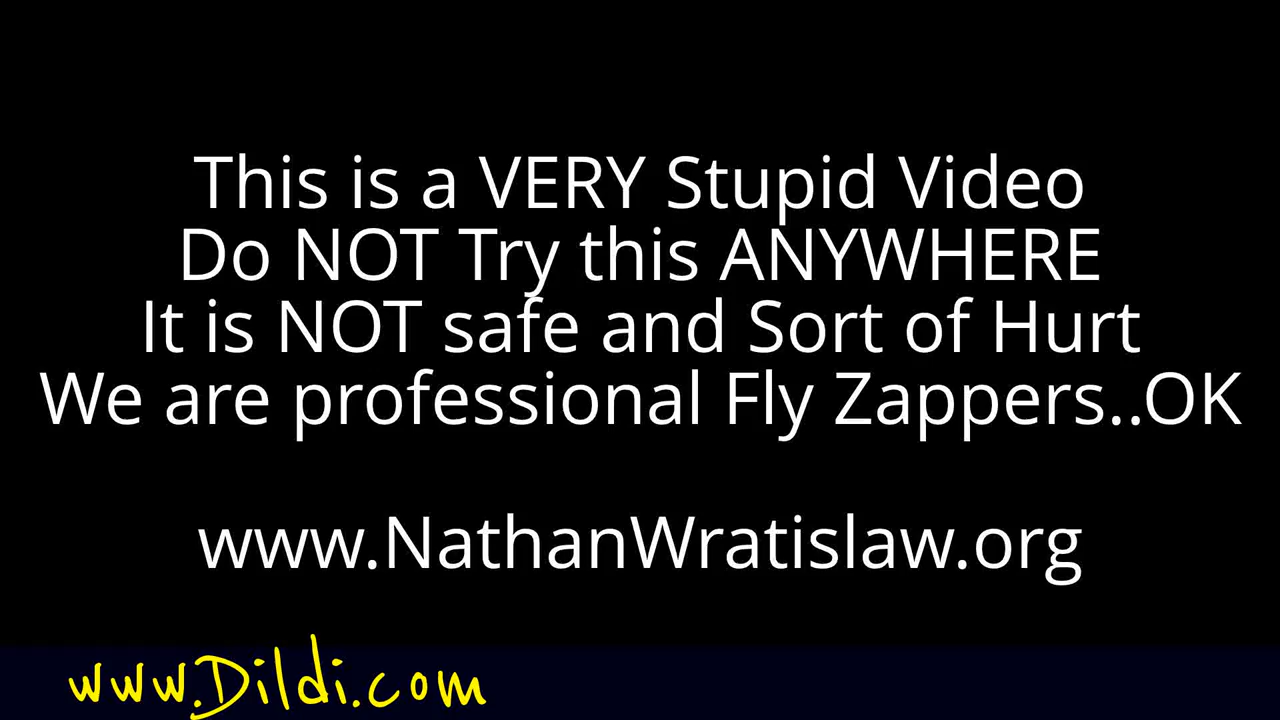 This is a VERY Stupid Video
Do NOT Try this ANYWHERE
It is NOT safe and Sort of Hurt
We are professional Fly Zappers..OK
www.NathanWratislaw.org
www.Dildi.com